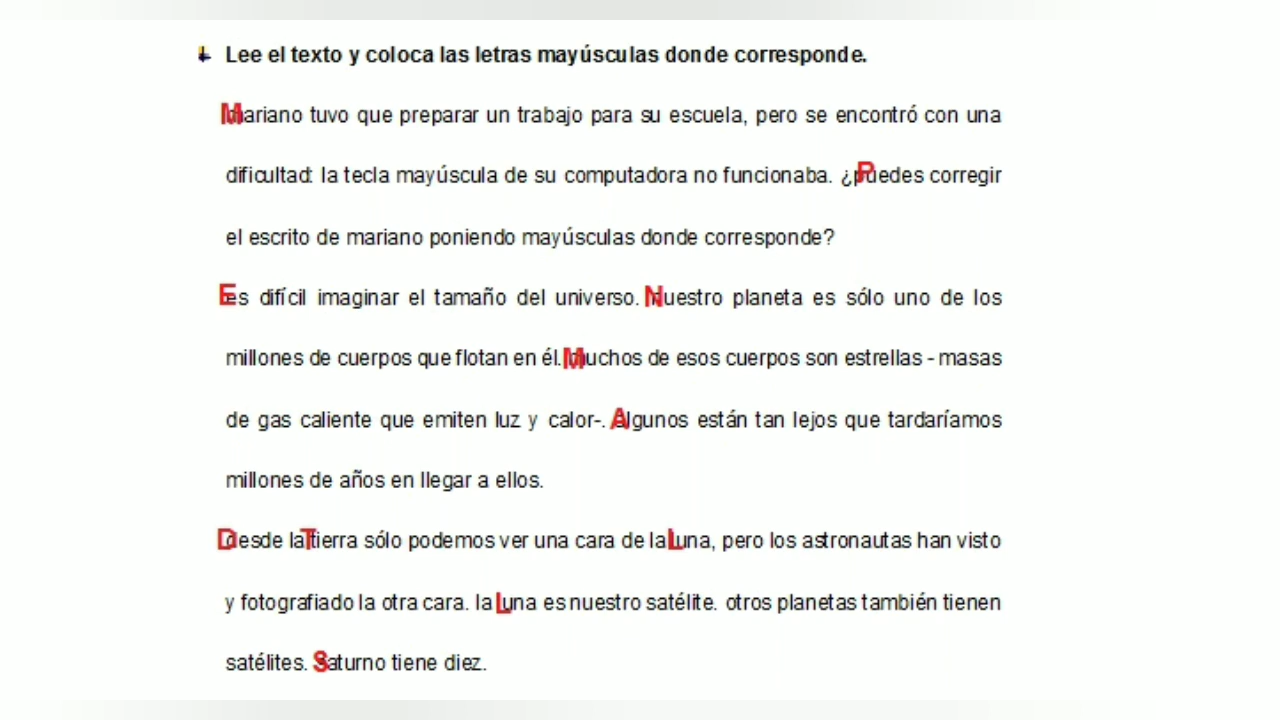 Lee el texto y coloca las letras mayúsculas donde corresponde.
Mariano tuvo que preparar un trabajo para su escuela, pero se encontró con una
dificultad: la tecla mayúscula de su computadora no funcionaba. ¿Puedes corregir
el escrito de mariano poniendo mayúsculas donde corresponde?
Es difícil imaginar el tamaño del universo. Nuestro planeta es sólo uno de los
millones de cuerpos que flotan en él. Muchos de esos cuerpos son estrellas - masas
de gas caliente que emiten luz y calor-. Algunos están tan lejos que tardaríamos
millones de años en llegar a ellos.
Desde la Tierra sólo podemos ver una cara de la Luna, pero los astronautas han visto
y fotografiado la otra cara. la Luna es nuestro satélite. otros planetas también tienen
satélites. Saturno tiene diez.